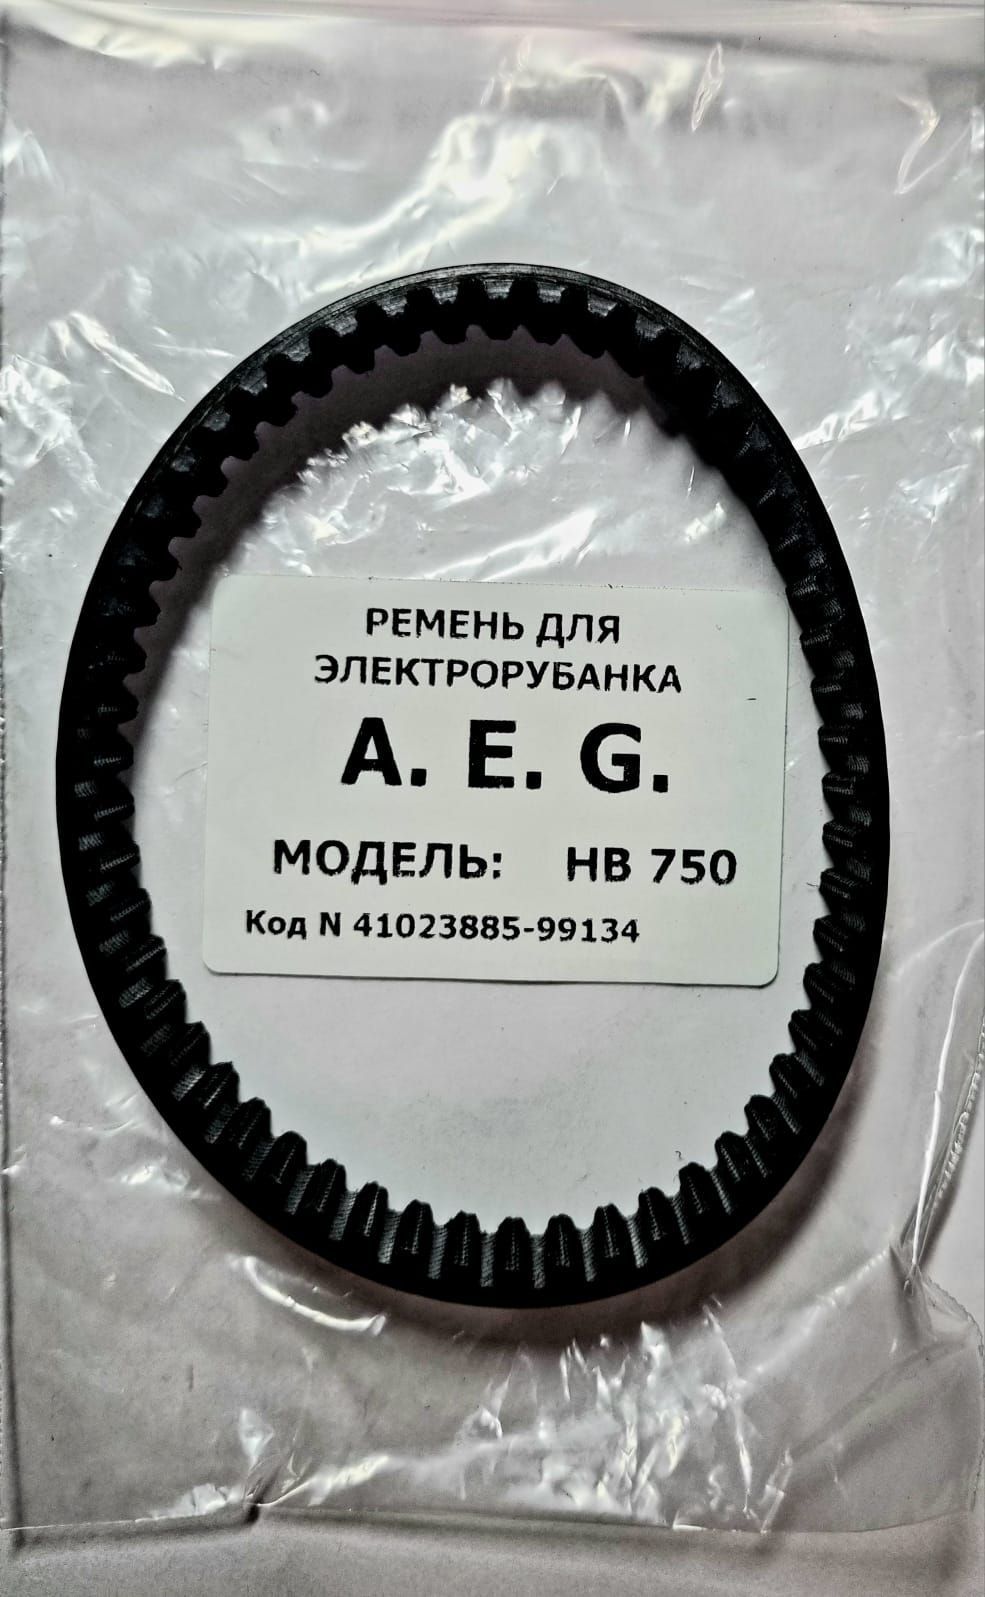 РЕМЕНЬ ДЛЯ
ЭЛЕКТРОРУБАНКА
A. E. G.
МОДЕЛЬ: HB 750
Код N 41023885-99134